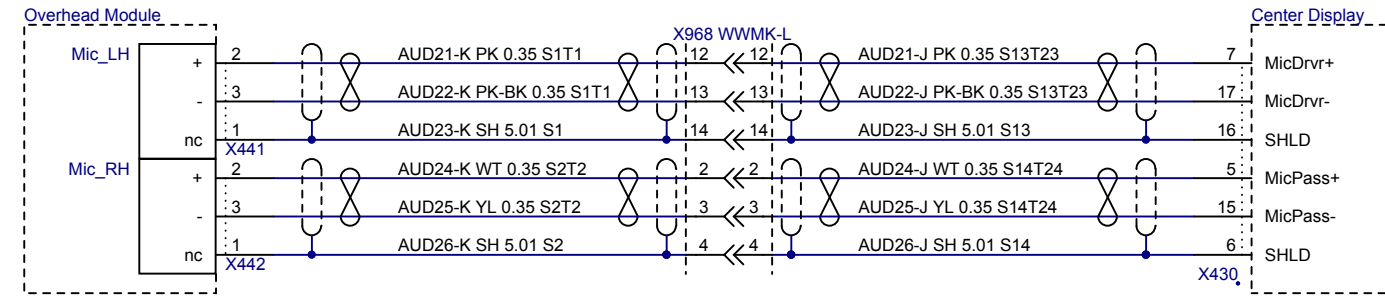 Overhead Module
Center Display
X968 WWMK-L
Mic_LH
+ 2 AUD21-K PK 0.35 S1T1 12 12 AUD21-J PK 0.35 S13T23 7 MicDrvr+
- 3 AUD22-K PK-BK 0.35 S1T1 13 13 AUD22-J PK-BK 0.35 S13T23 17 MicDrvr-
nc 1 AUD23-K SH 5.01 S1 14 14 AUD23-J SH 5.01 S13 16 SHLD
X441
Mic_RH
+ 2 AUD24-K WT 0.35 S2T2 2 2 AUD24-J WT 0.35 S14T24 5 MicPass+
- 3 AUD25-K YL 0.35 S2T2 3 3 AUD25-J YL 0.35 S14T24 15 MicPass-
nc 1 AUD26-K SH 5.01 S2 4 4 AUD26-J SH 5.01 S14 6 SHLD
X442
X430